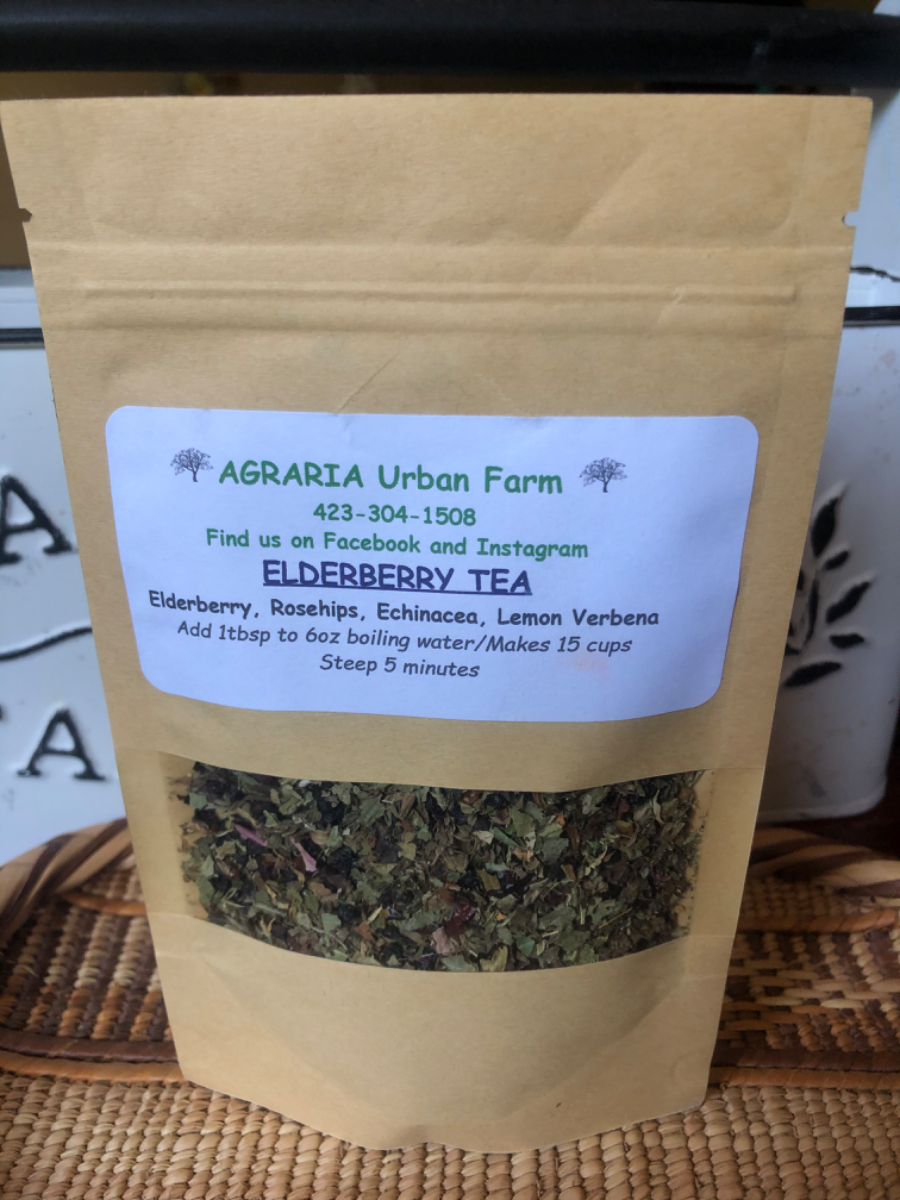 AGRARIA Urban Farm
423-304-1508
Find us on Facebook and Instagram
ELDERBERRY TEA
Elderberry, Rosehips, Echinacea, Lemon Verbena
Add 1tbsp to 6oz boiling water/Makes 15 cups
Steep 5 minutes
A
A